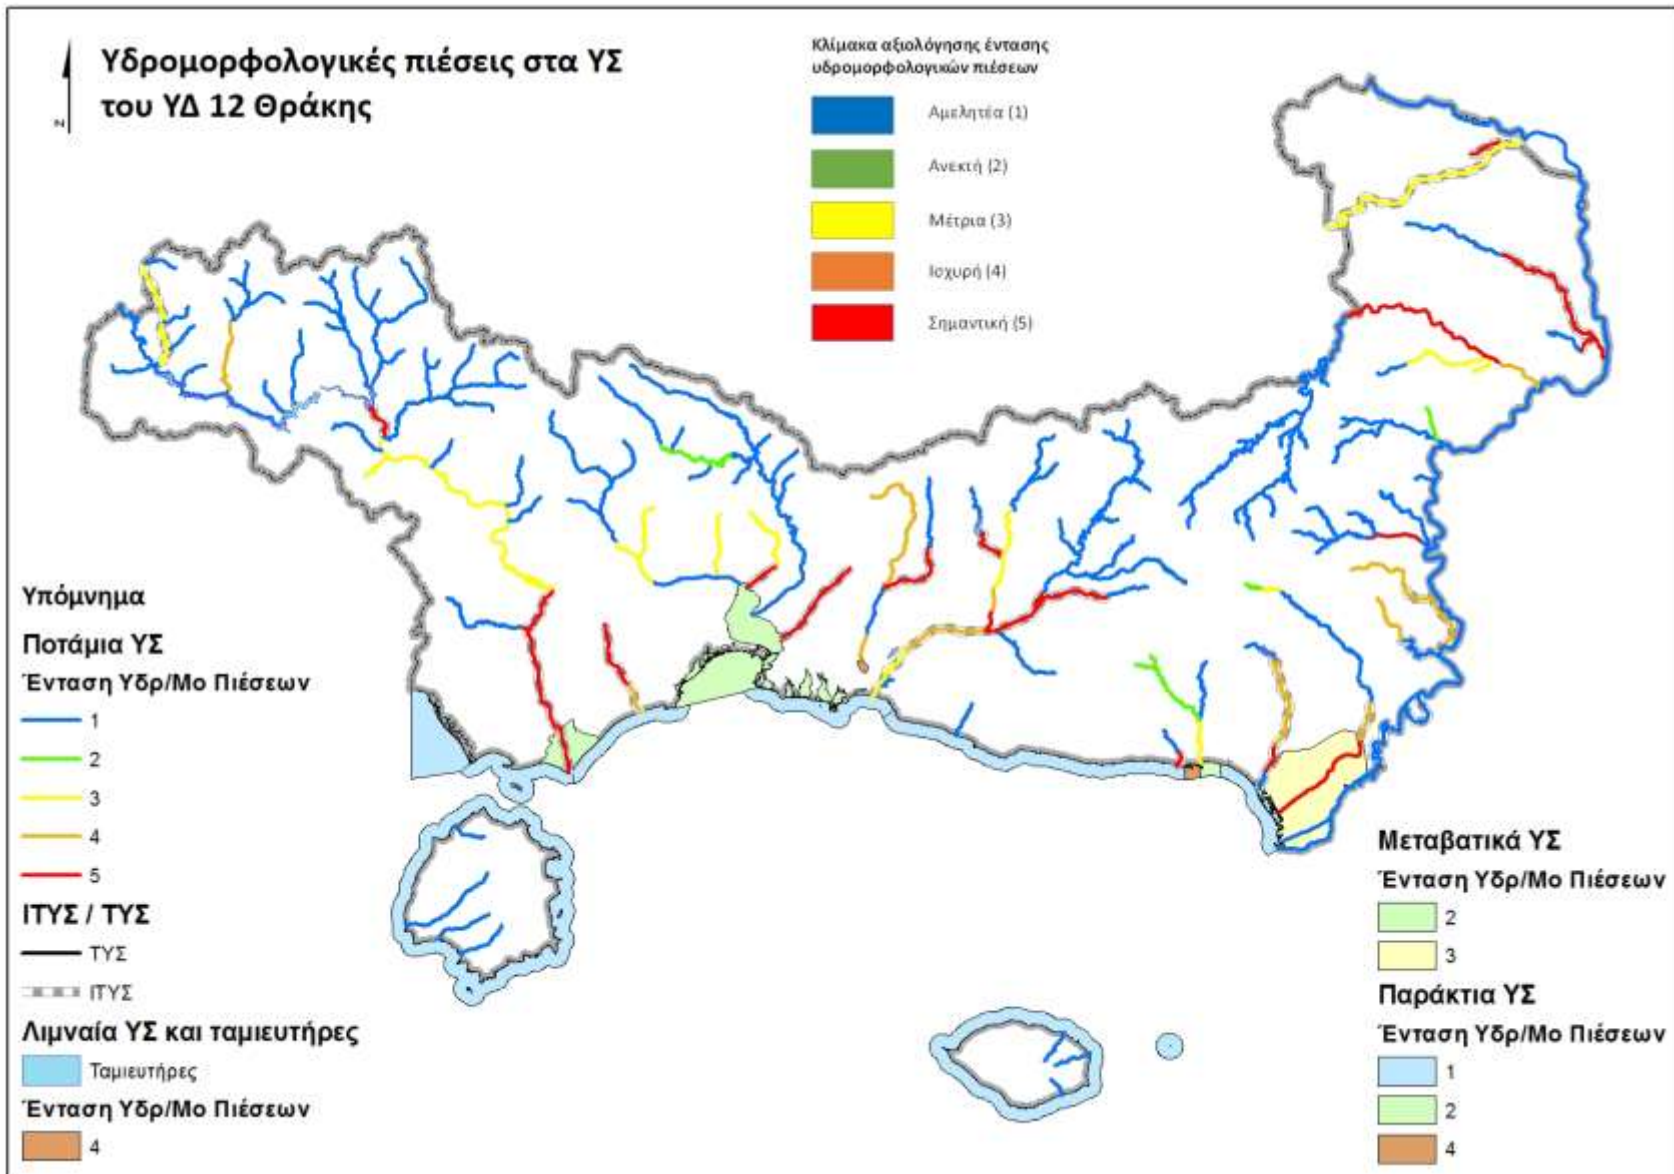 Υδρομορφολογικές πιέσεις στα ΥΣ
του ΥΔ 12 Θράκης
z
Κλίμακα αξιολόγησης έντασης
υδρομορφολογικών πιέσεων
Αμελητέα (1)
Ανεκτή (2)
Μέτρια (3)
Ισχυρή (4)
Σημαντική (5)
Υπόμνημα
Ποτάμια ΥΣ
Ένταση Υδρ/Μο Πιέσεων
1
2
3
4
5
ΙΤΥΣ / ΤΥΣ
ΤΥΣ
ΙΤΥΣ
Λιμναία ΥΣ και ταμιευτήρες
Ταμιευτήρες
Ένταση Υδρ/Μο Πιέσεων
4
Μεταβατικά ΥΣ
Ένταση Υδρ/Μο Πιέσεων
2
3
Παράκτια ΥΣ
Ένταση Υδρ/Μο Πιέσεων
1
2
4